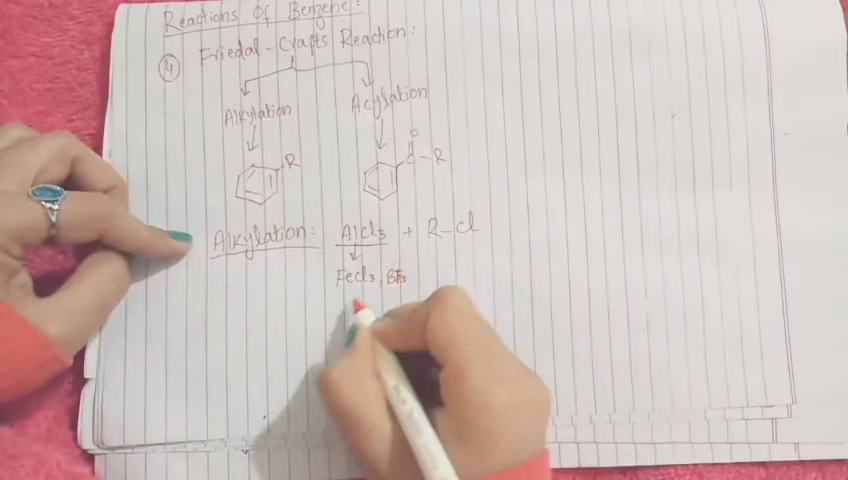 Reactions Of Benzene:
4 Friedal-Crafts Reaction:
Alkylation Acylation
R O
C-R
Alkylation: AlCl3 + R-Cl
FeCl3, BF3